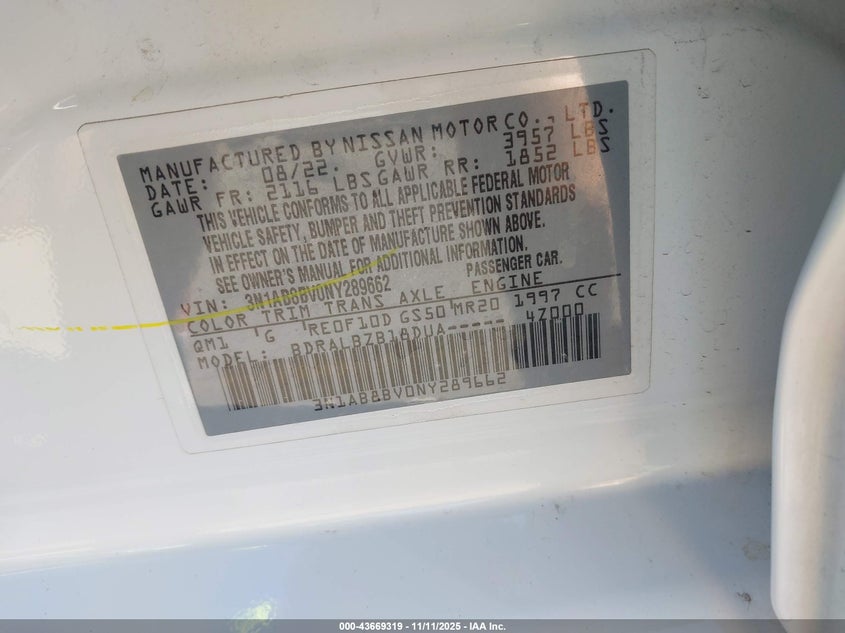 MANUFACTURED BY NISSAN MOTOR CO., LTD.
DATE: 08/22. GVWR: 3957 LBS
GAWR FR: 2116 LBS GAWR RR: 1852 LBS
THIS VEHICLE CONFORMS TO ALL APPLICABLE FEDERAL MOTOR
VEHICLE SAFETY, BUMPER AND THEFT PREVENTION STANDARDS
IN EFFECT ON THE DATE OF MANUFACTURE SHOWN ABOVE.
SEE OWNER'S MANUAL FOR ADDITIONAL INFORMATION.
VIN: 3N1AB8BV0NY289662 PASSENGER CAR.
COLOR TRIM TRANS AXLE ENGINE
QM1 G RE0F10D GS50 MR20 1997 CC
MODEL: BDRALBZB18DUA----- 4Z000
3N1AB8BV0NY289662
000-43669319 - 11/11/2025 - IAA Inc.